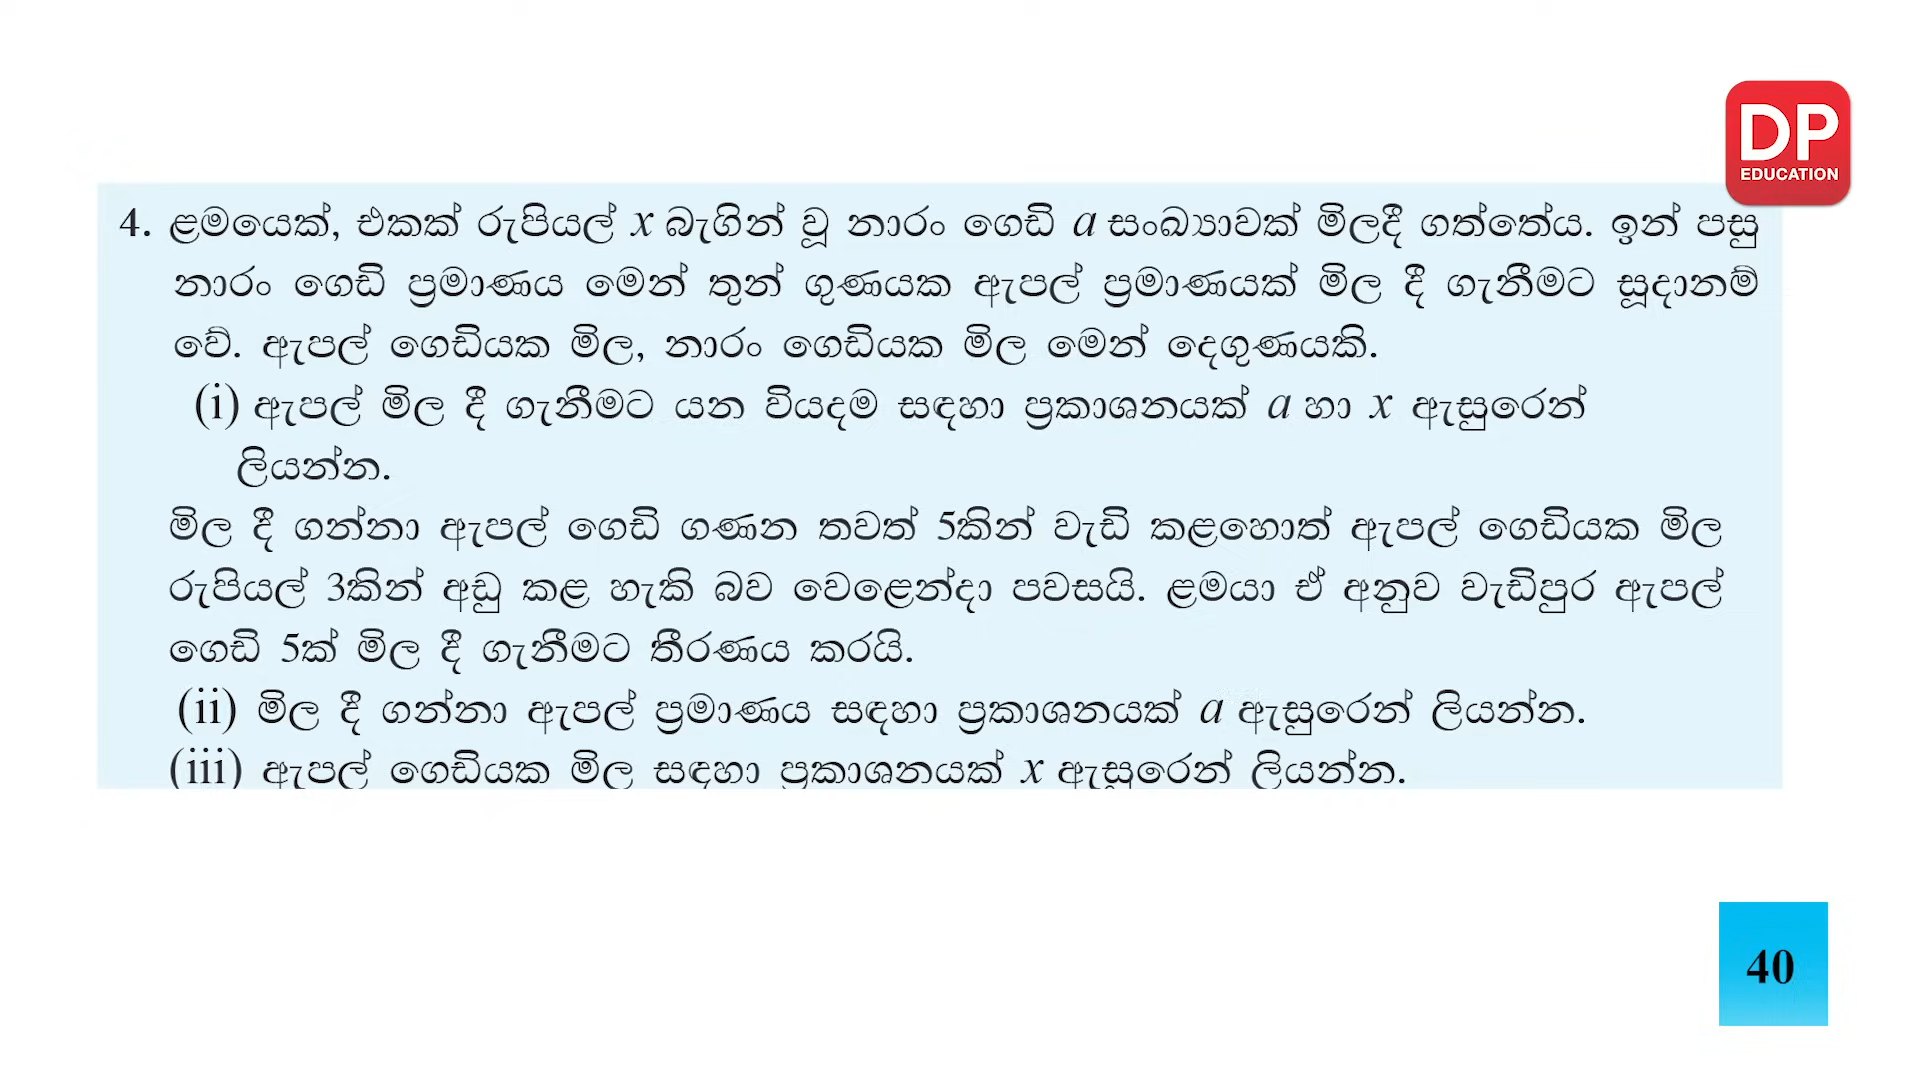 DP
EDUCATION
4. ළමයෙක්, එකක් රුපියල් x බැගින් වූ නාරං ගෙඩි a සංඛ්‍යාවක් මිලදී ගත්තේය. ඉන් පසු
නාරං ගෙඩි ප්‍රමාණය මෙන් තුන් ගුණයක ඇපල් ප්‍රමාණයක් මිල දී ගැනීමට සූදානම්
වේ. ඇපල් ගෙඩියක මිල, නාරං ගෙඩියක මිල මෙන් දෙගුණයකි.
(i) ඇපල් මිල දී ගැනීමට යන වියදම සඳහා ප්‍රකාශනයක් a හා x ඇසුරෙන්
ලියන්න.
මිල දී ගන්නා ඇපල් ගෙඩි ගණන තවත් 5කින් වැඩි කළහොත් ඇපල් ගෙඩියක මිල
රුපියල් 3කින් අඩු කළ හැකි බව වෙළෙන්දා පවසයි. ළමයා ඒ අනුව වැඩිපුර ඇපල්
ගෙඩි 5ක් මිල දී ගැනීමට තීරණය කරයි.
(ii) මිල දී ගන්නා ඇපල් ප්‍රමාණය සඳහා ප්‍රකාශනයක් a ඇසුරෙන් ලියන්න.
(iii) ඇපල් ගෙඩියක මිල සඳහා ප්‍රකාශනයක් x ඇසුරෙන් ලියන්න.
40